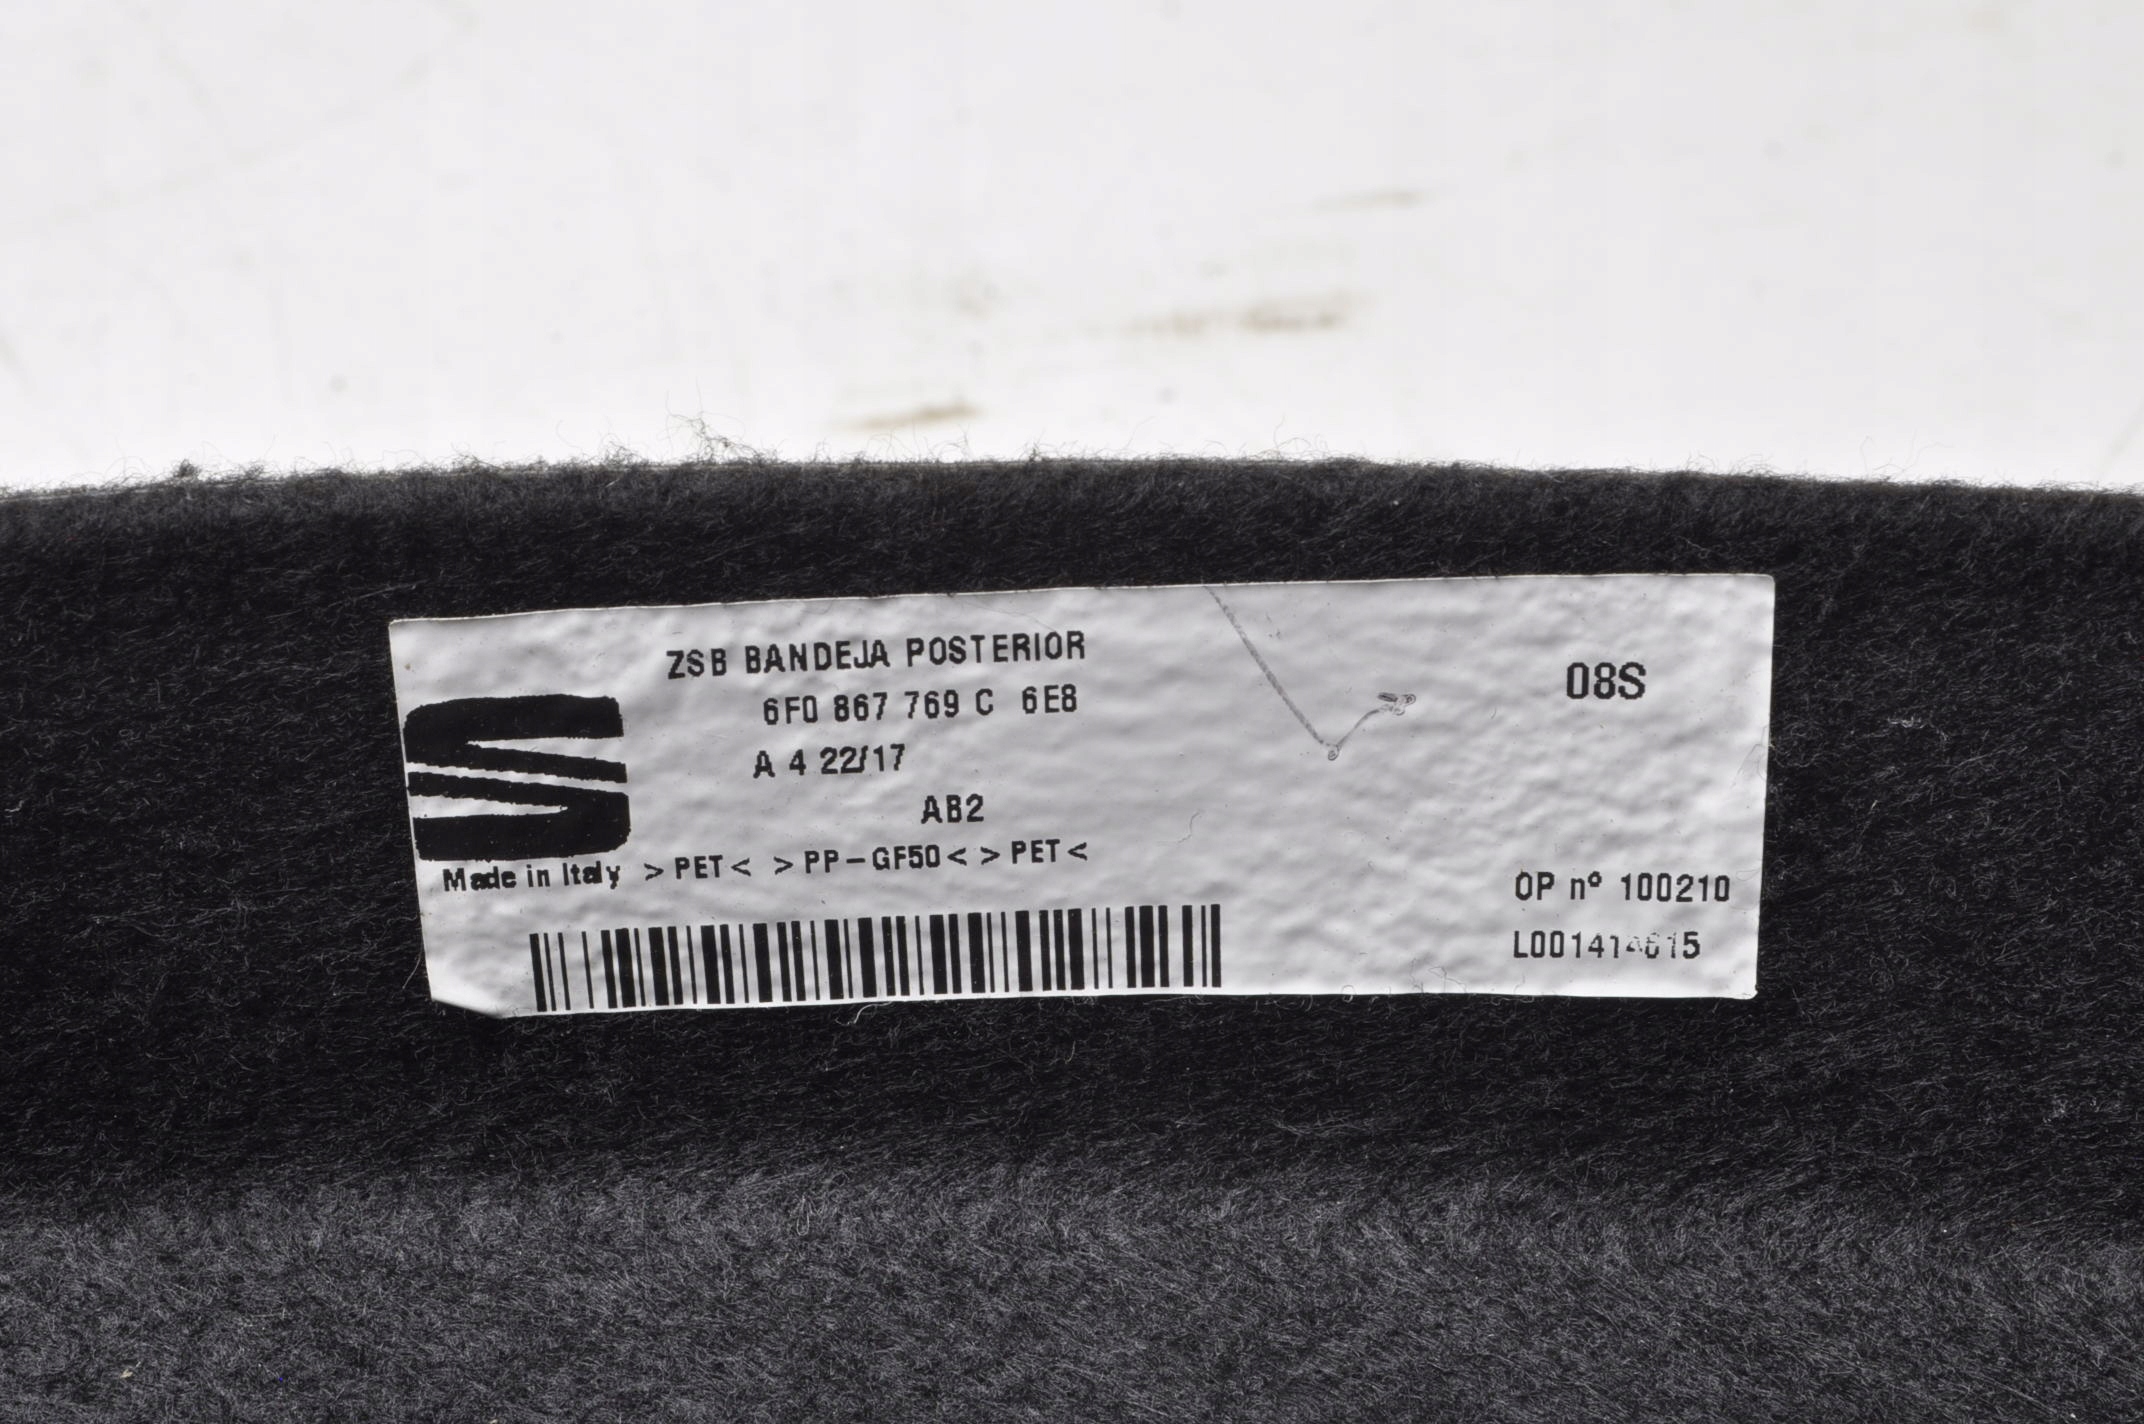 ZSB BANDEJA POSTERIOR
6F0 867 769 C 6E8
08S
A 4 22/17
AB2
Made in Italy >PET< >PP-GF50<>PET<
OP nº 100210